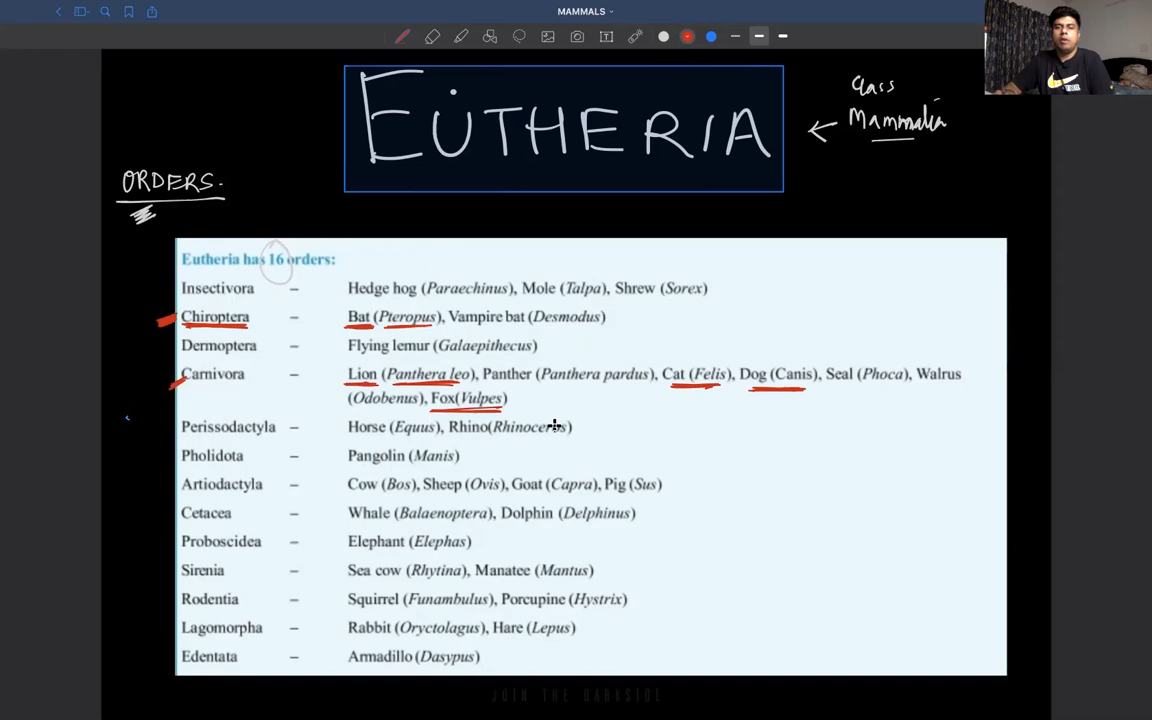 MAMMALS
EUTHERIA
Class
Mammalia
ORDERS.
Eutheria has 16 orders:
Insectivora – Hedge hog (Paraechinus), Mole (Talpa), Shrew (Sorex)
Chiroptera – Bat (Pteropus), Vampire bat (Desmodus)
Dermoptera – Flying lemur (Galaepithecus)
Carnivora – Lion (Panthera leo), Panther (Panthera pardus), Cat (Felis), Dog (Canis), Seal (Phoca), Walrus
(Odobenus), Fox(Vulpes)
Perissodactyla – Horse (Equus), Rhino(Rhinoceros)
Pholidota – Pangolin (Manis)
Artiodactyla – Cow (Bos), Sheep (Ovis), Goat (Capra), Pig (Sus)
Cetacea – Whale (Balaenoptera), Dolphin (Delphinus)
Proboscidea – Elephant (Elephas)
Sirenia – Sea cow (Rhytina), Manatee (Mantus)
Rodentia – Squirrel (Funambulus), Porcupine (Hystrix)
Lagomorpha – Rabbit (Oryctolagus), Hare (Lepus)
Edentata – Armadillo (Dasypus)
JOIN THE DARKSIDE